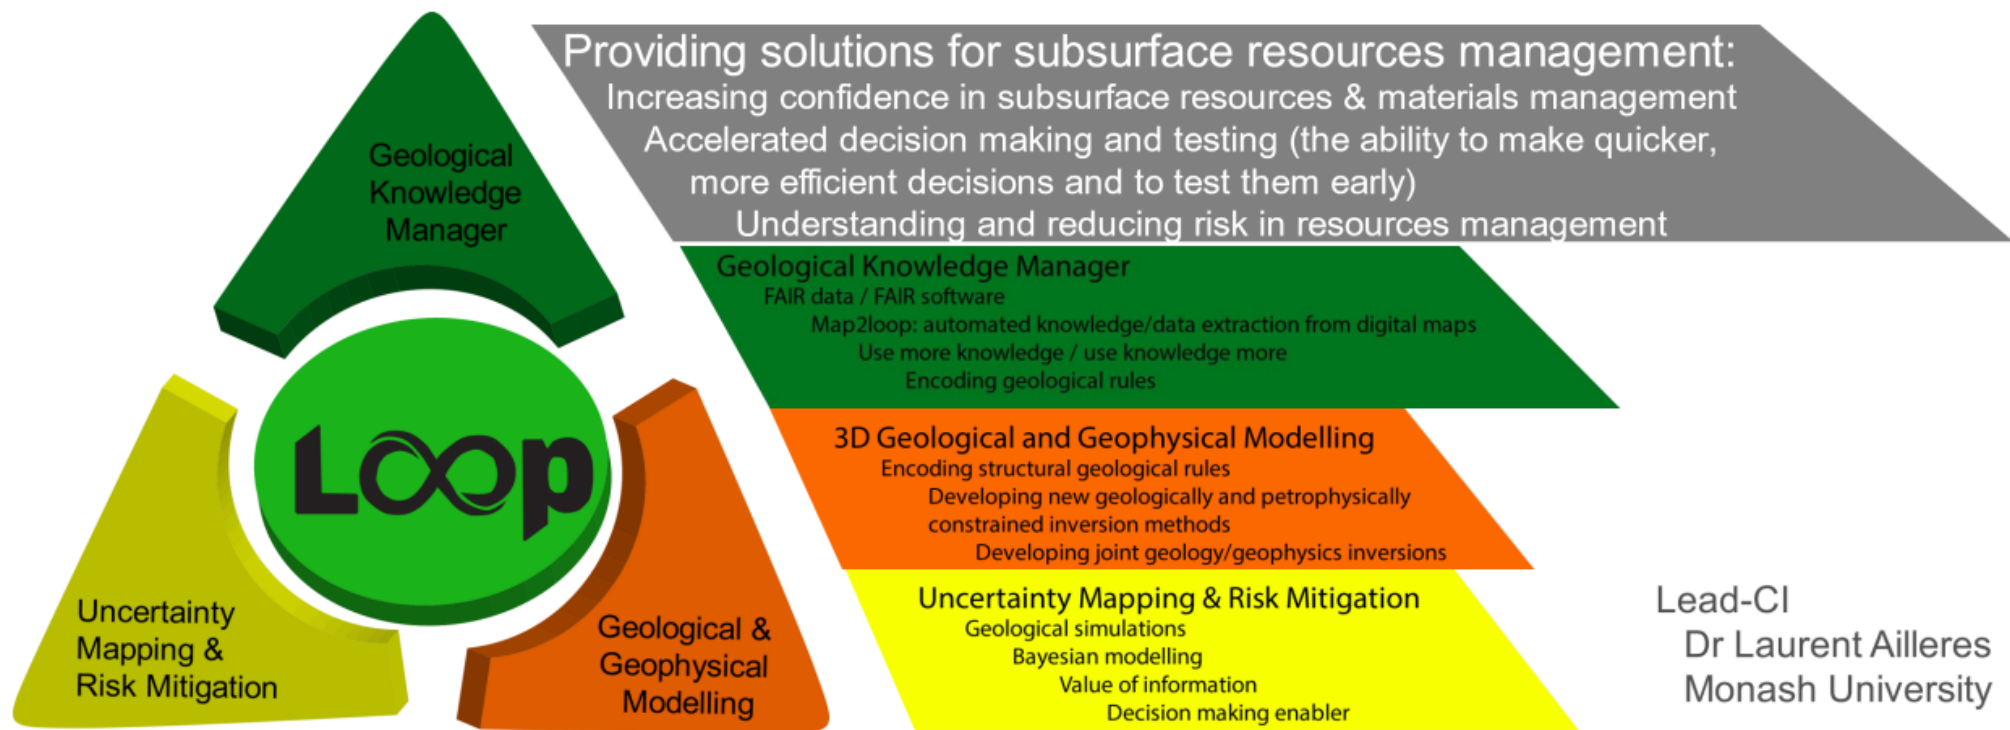 Geological
Knowledge
Manager
Loop
Uncertainty
Mapping &
Risk Mitigation
Geological &
Geophysical
Modelling
Providing solutions for subsurface resources management:
Increasing confidence in subsurface resources & materials management
Accelerated decision making and testing (the ability to make quicker,
more efficient decisions and to test them early)
Understanding and reducing risk in resources management
Geological Knowledge Manager
FAIR data / FAIR software
Map2loop: automated knowledge/data extraction from digital maps
Use more knowledge / use knowledge more
Encoding geological rules
3D Geological and Geophysical Modelling
Encoding structural geological rules
Developing new geologically and petrophysically
constrained inversion methods
Developing joint geology/geophysics inversions
Uncertainty Mapping & Risk Mitigation
Geological simulations
Bayesian modelling
Value of information
Decision making enabler
Lead-CI
Dr Laurent Ailleres
Monash University